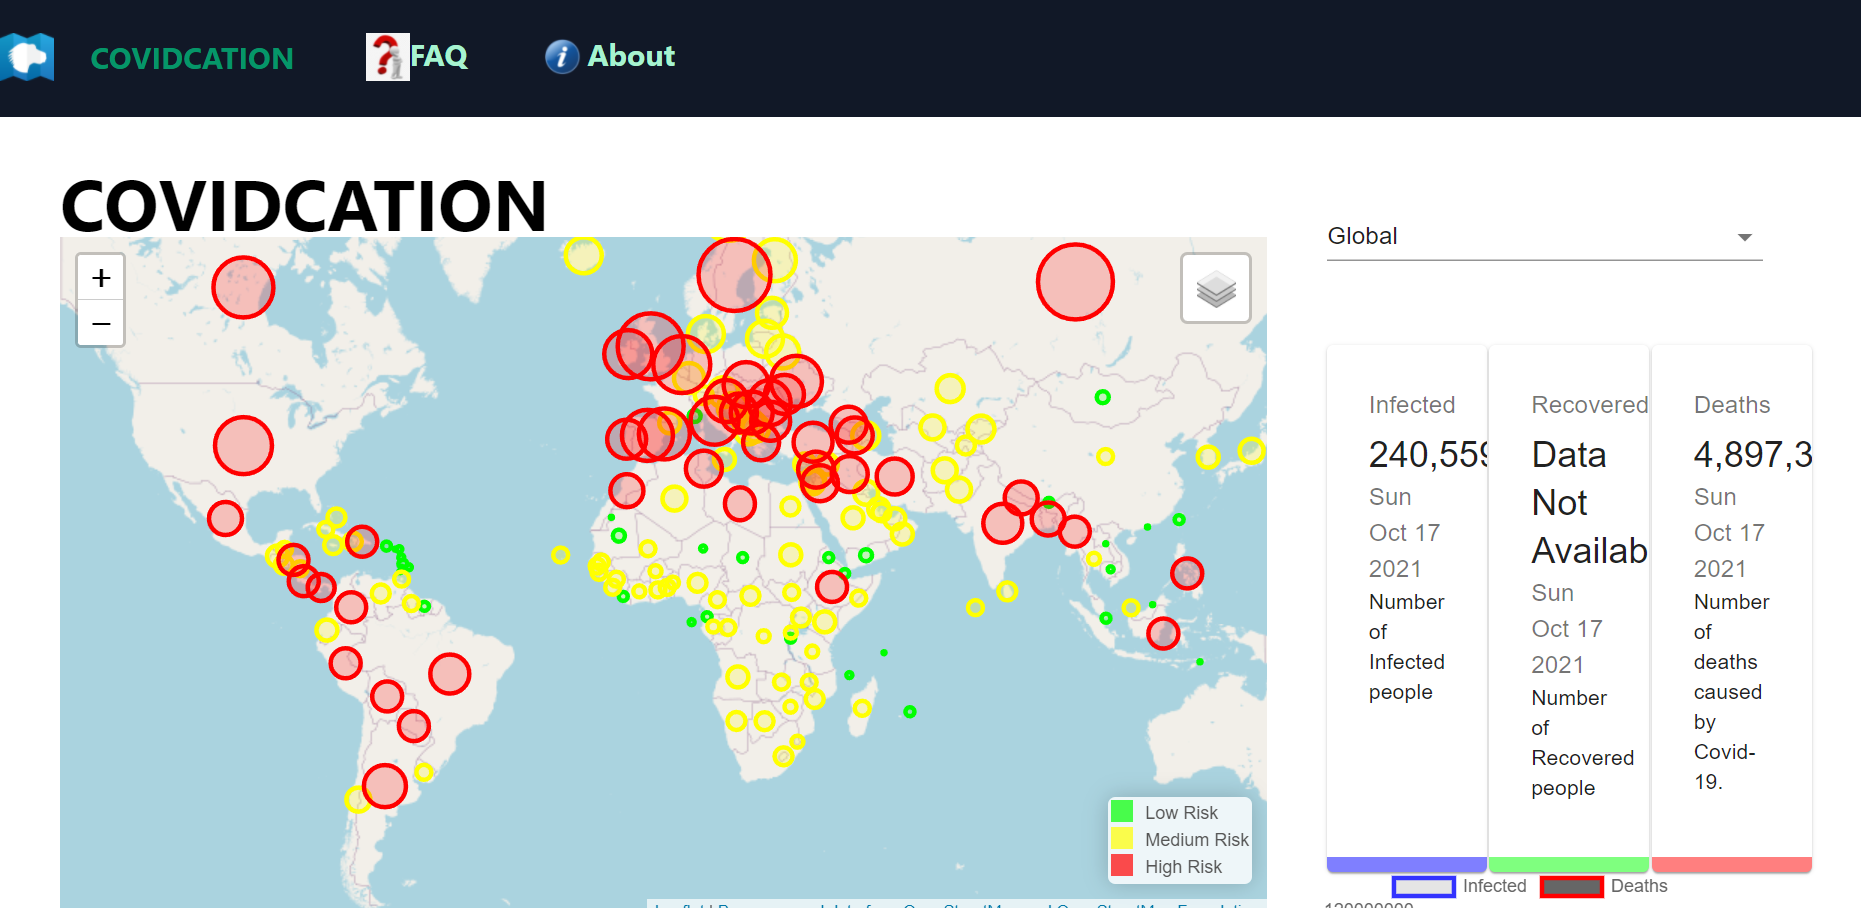 COVIDCATION
FAQ
About
COVIDCATION
+
−
Low Risk
Medium Risk
High Risk
Global
Infected
240,559
Sun
Oct 17
2021
Number
of
Infected
people
Recovered
Data
Not
Availab
Sun
Oct 17
2021
Number
of
Recovered
people
Deaths
4,897,3
Sun
Oct 17
2021
Number
of
deaths
caused
by
Covid-
19.
Infected
Deaths